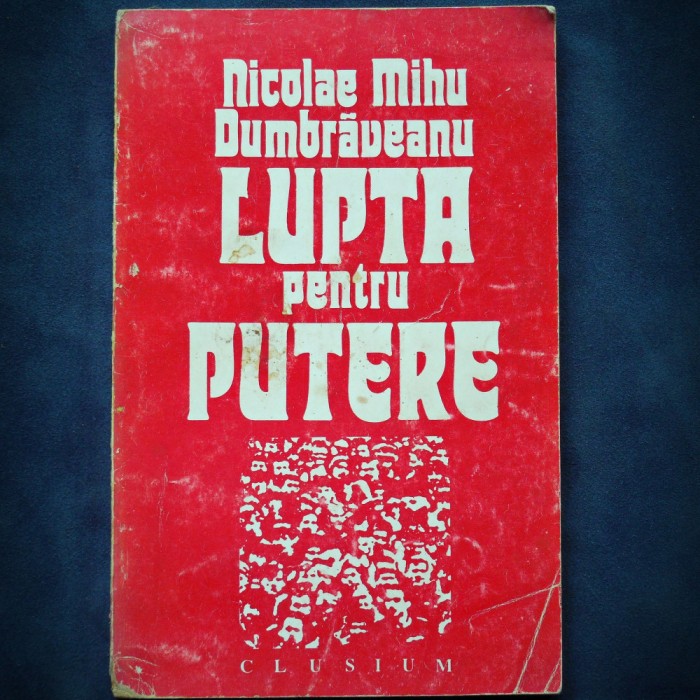 Nicolae Mihu
Dumbrăveanu
LUPTA
pentru
PUTERE
CLUSIUM